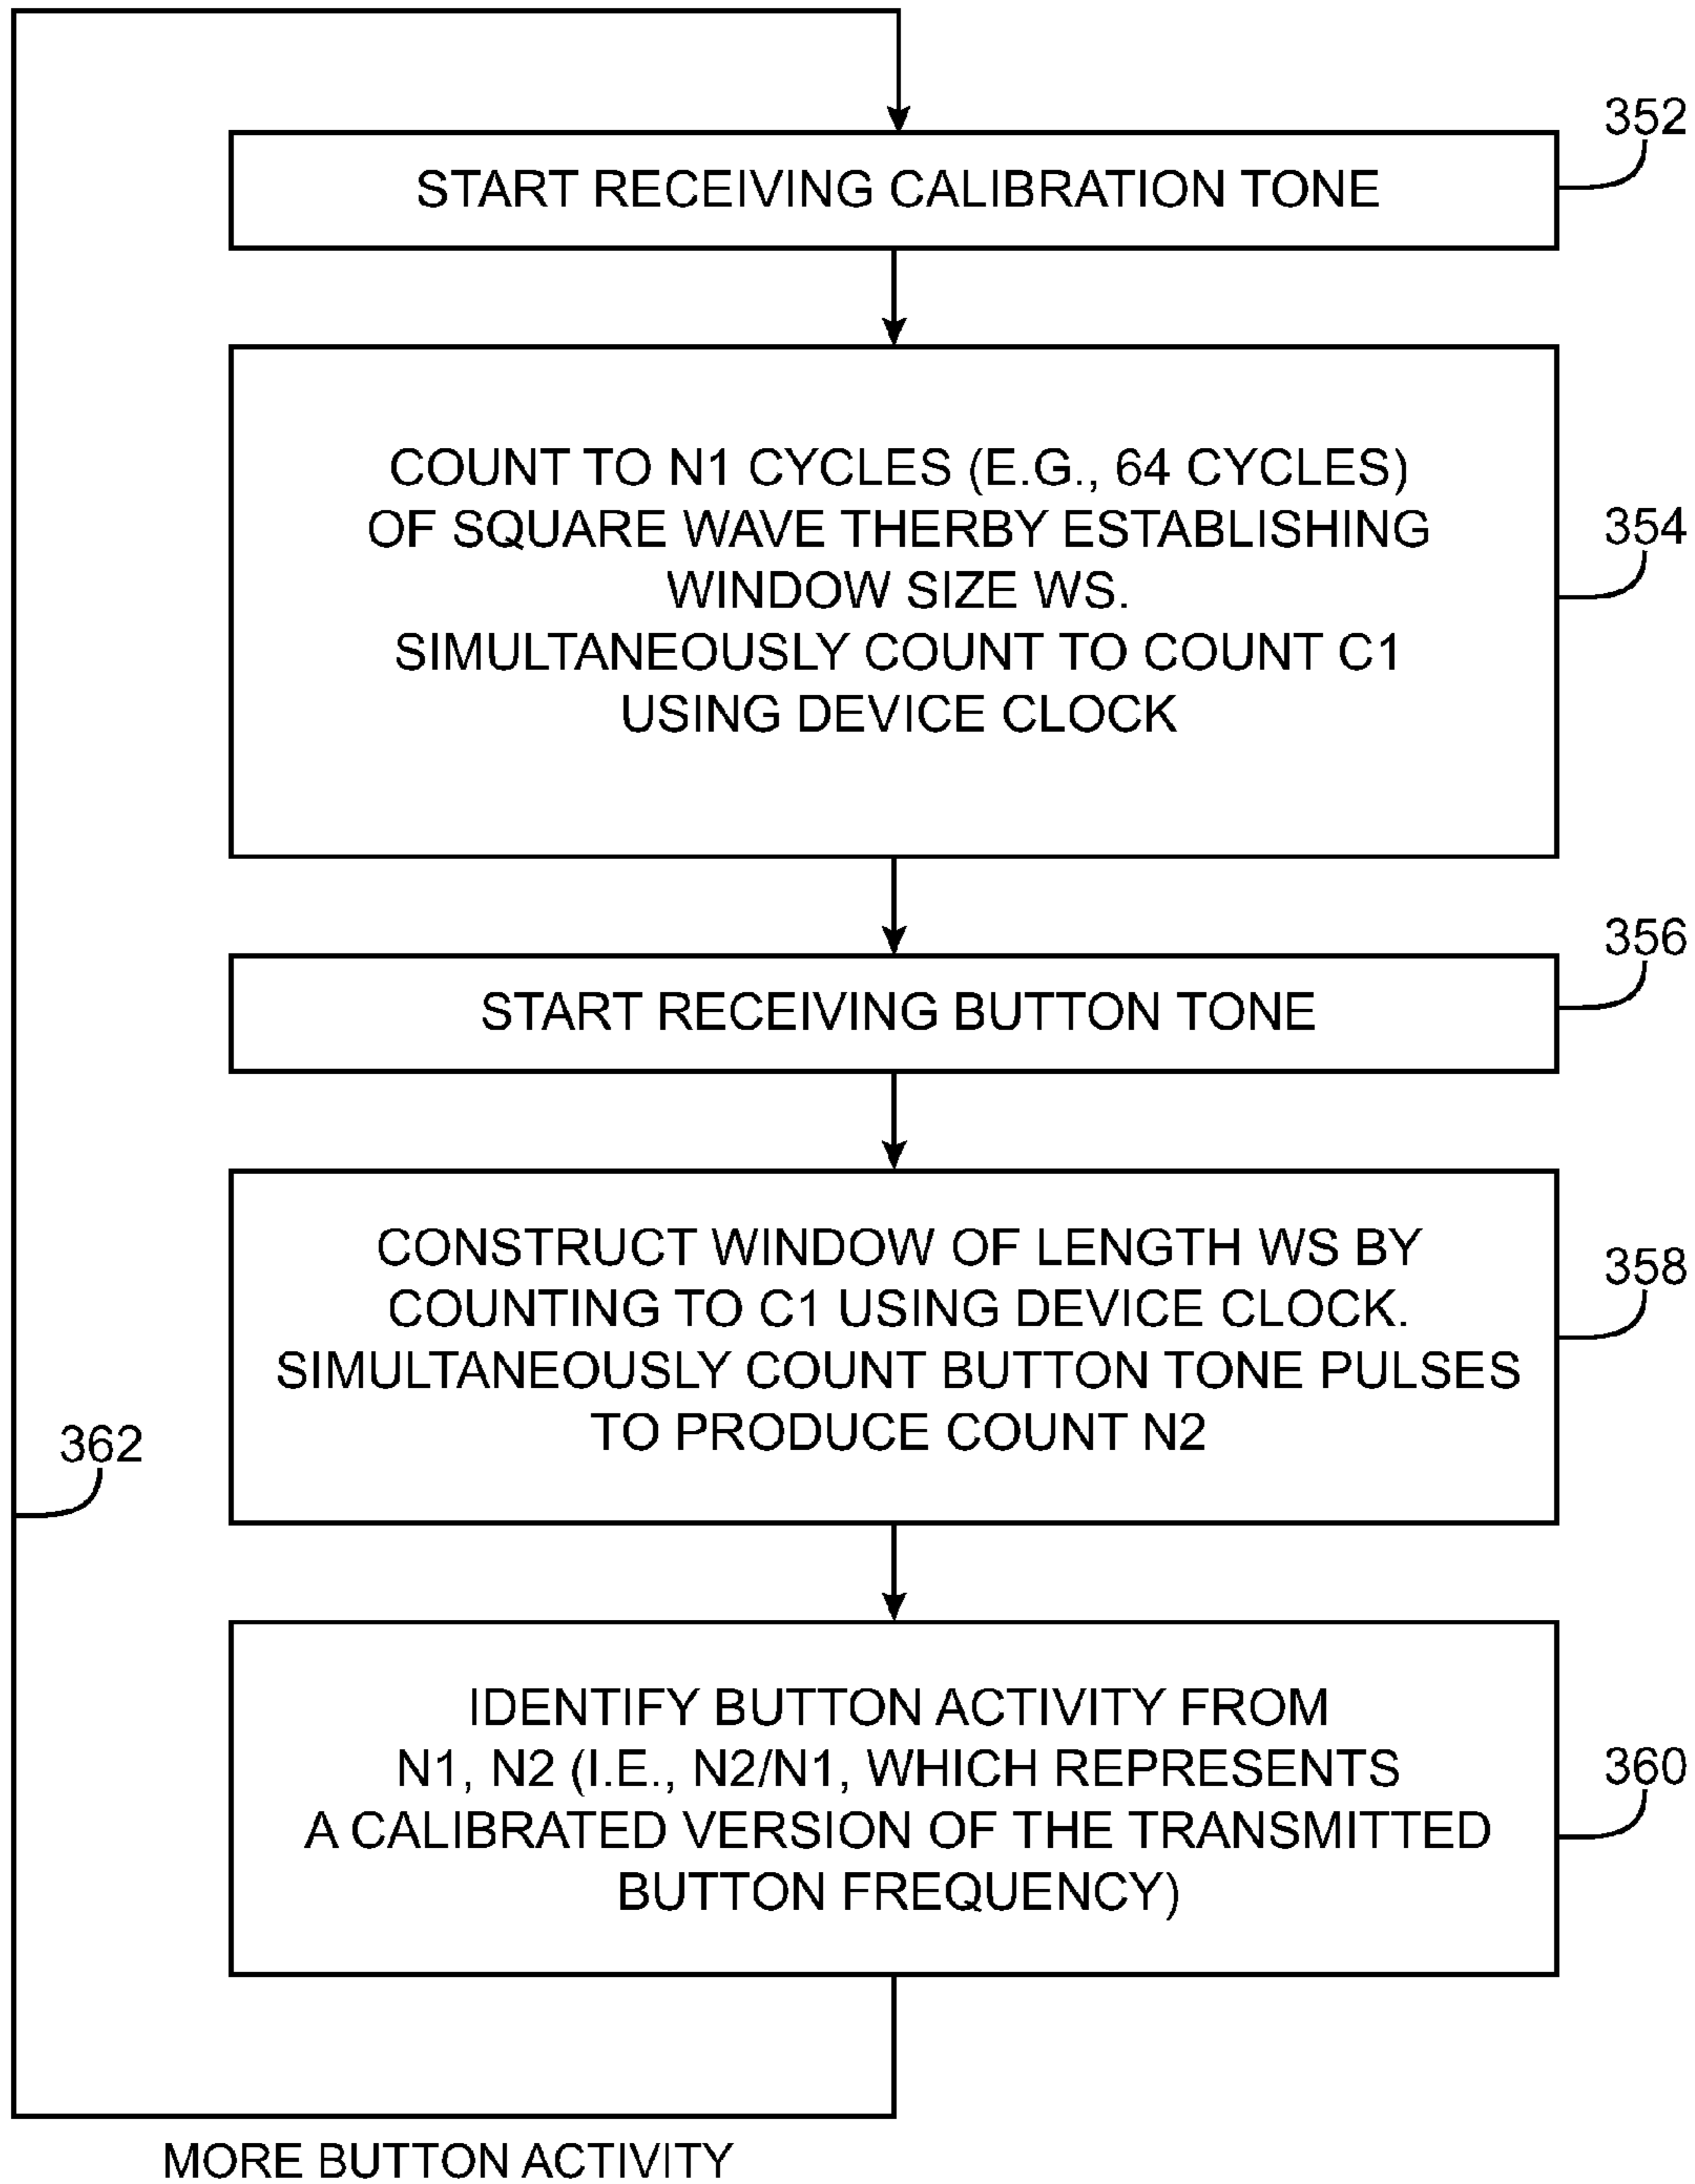 352
START RECEIVING CALIBRATION TONE
COUNT TO N1 CYCLES (E.G., 64 CYCLES)
OF SQUARE WAVE THERBY ESTABLISHING
WINDOW SIZE WS.
SIMULTANEOUSLY COUNT TO COUNT C1
USING DEVICE CLOCK
354
356
START RECEIVING BUTTON TONE
CONSTRUCT WINDOW OF LENGTH WS BY
COUNTING TO C1 USING DEVICE CLOCK.
SIMULTANEOUSLY COUNT BUTTON TONE PULSES
TO PRODUCE COUNT N2
358
362
IDENTIFY BUTTON ACTIVITY FROM
N1, N2 (I.E., N2/N1, WHICH REPRESENTS
A CALIBRATED VERSION OF THE TRANSMITTED
BUTTON FREQUENCY)
360
MORE BUTTON ACTIVITY